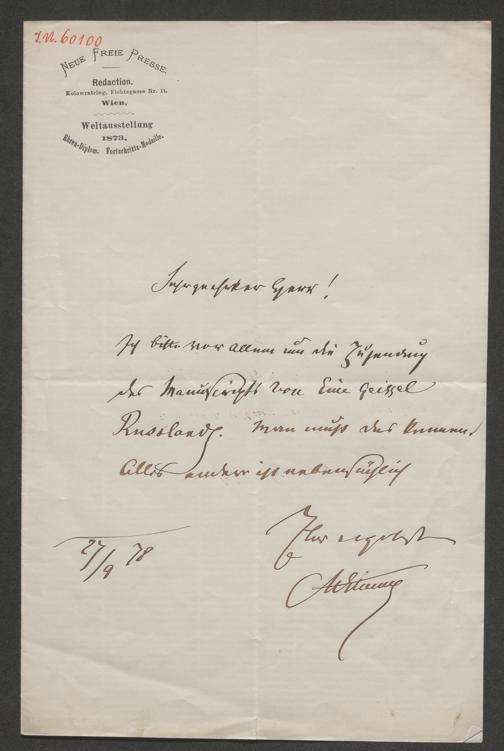 I.N. 60100
NEUE FREIE PRESSE.
Redaction.
Kolowratring, Fichtegasse Nr. 11.
Wien.
Weltausstellung
1873.
Ehren-Diplom. Fortschritts-Medaille.
Sehr geehrter Herr!
Ich bitte vor Allem um die Zusendung
des Manuscripts von Eine Geissel
Russlands. Man muß das kennen.
Alles andere ist nebensächlich
Ihr ergebenster
27/9 78